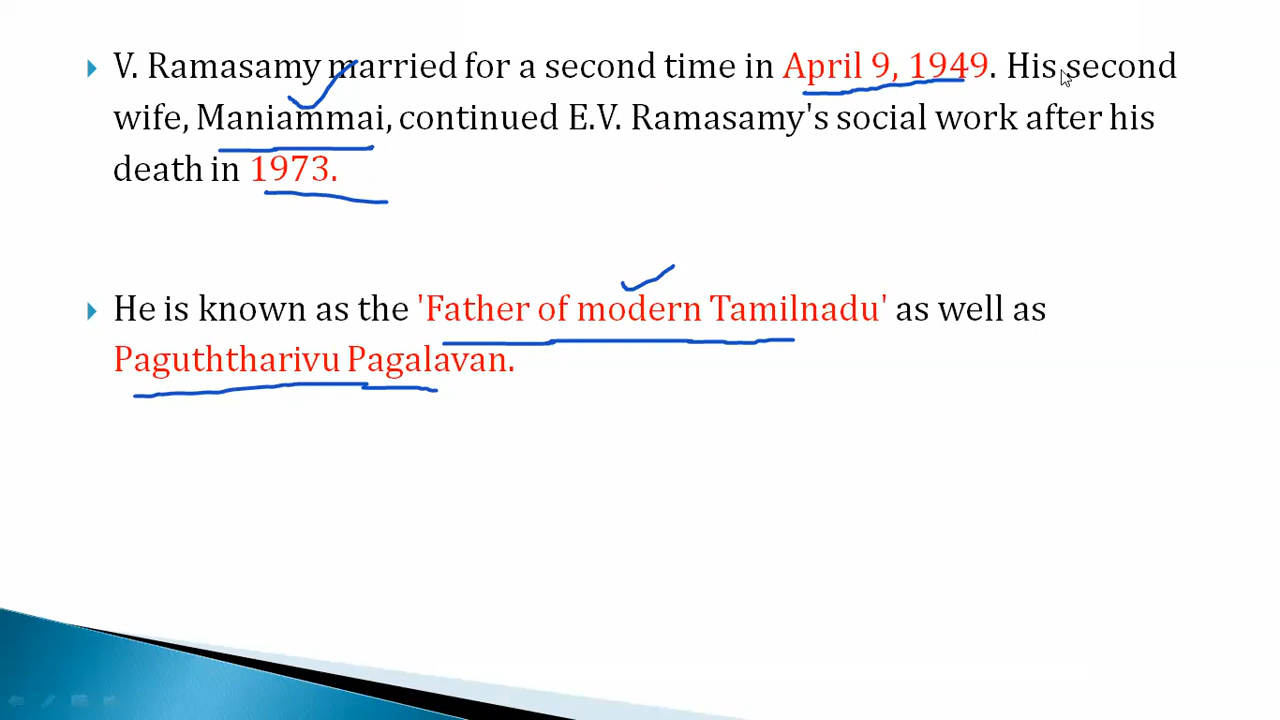 V. Ramasamy married for a second time in April 9, 1949. His second
wife, Maniammai, continued E.V. Ramasamy's social work after his
death in 1973.
He is known as the 'Father of modern Tamilnadu' as well as
Paguththarivu Pagalavan.